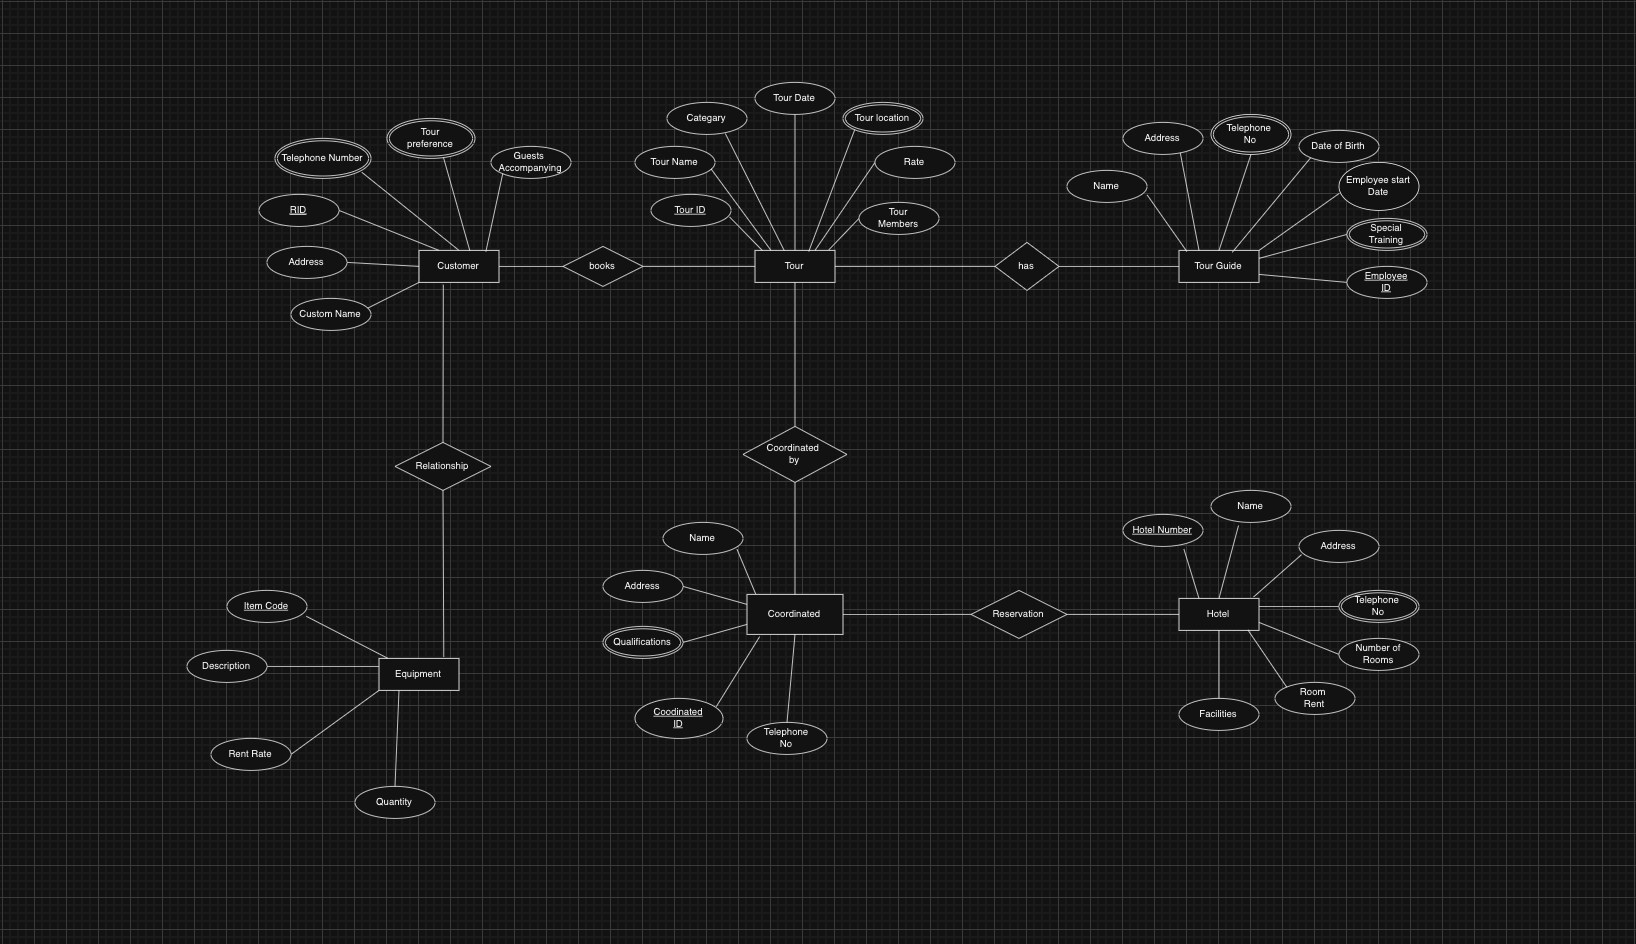 Tour Date
Categary
Tour location
Tour
preference
Telephone Number
Guests
Accompanying
Tour Name
Rate
RID
Tour ID
Tour
Members
Address
Customer
books
Tour
has
Custom Name
Address
Telephone
No
Date of Birth
Name
Employee start
Date
Special
Training
Tour Guide
Employee
ID
Relationship
Coordinated
by
Item Code
Description
Equipment
Rent Rate
Quantity
Name
Address
Coordinated
Reservation
Qualifications
Coodinated
ID
Telephone
No
Hotel Number
Name
Address
Telephone
No
Hotel
Number of
Rooms
Room
Rent
Facilities